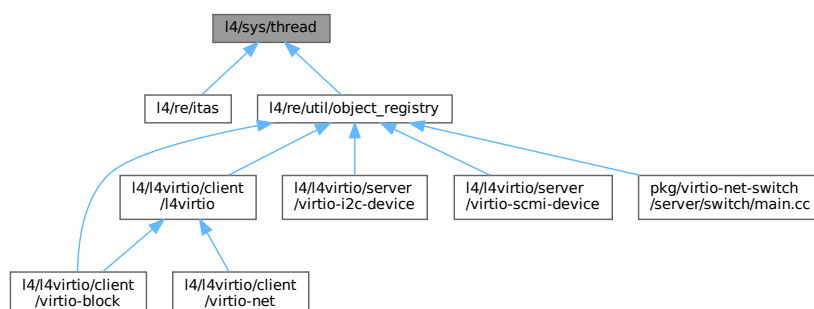 l4/sys/thread
l4/re/itas
l4/re/util/object_registry
l4/l4virtio/client
/l4virtio
l4/l4virtio/server
/virtio-i2c-device
l4/l4virtio/server
/virtio-scmi-device
pkg/virtio-net-switch
/server/switch/main.cc
l4/l4virtio/client
/virtio-block
l4/l4virtio/client
/virtio-net